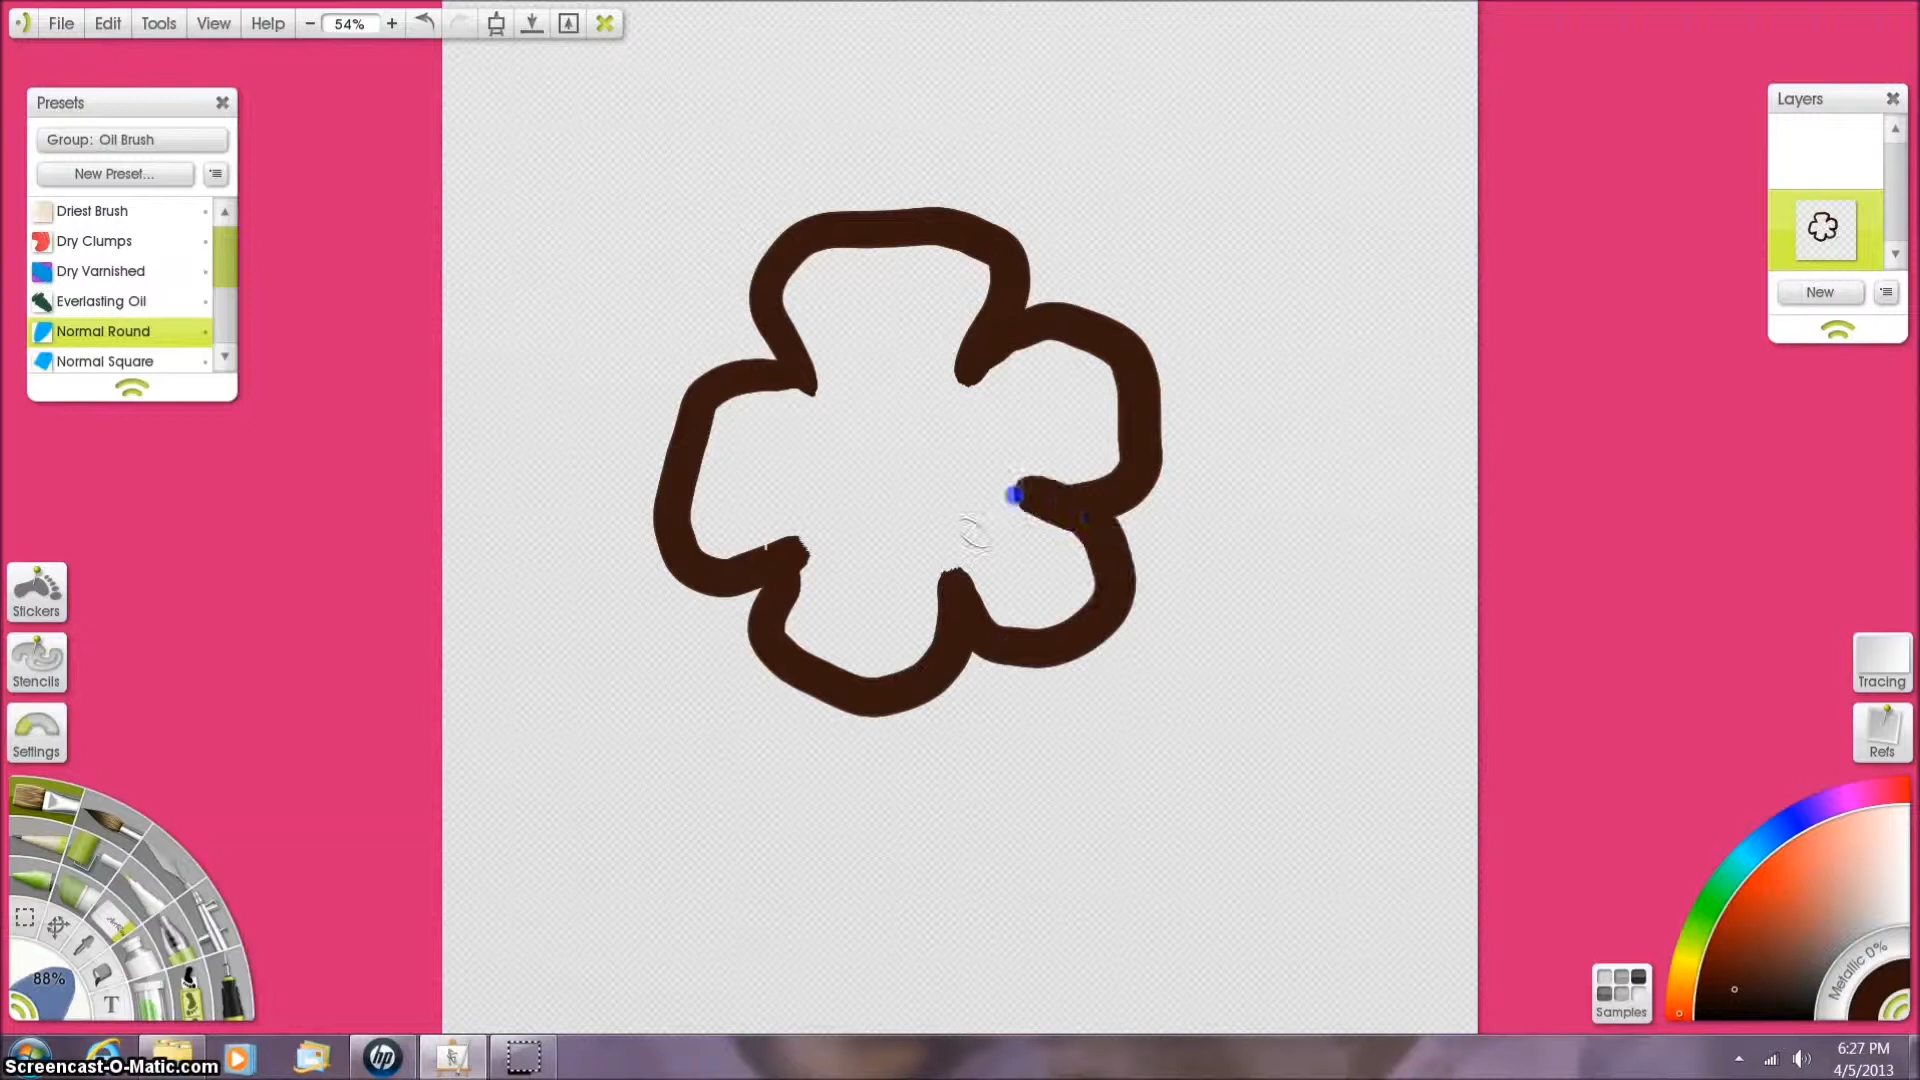 File Edit Tools View Help − 54% +
Presets
Group: Oil Brush
New Preset...
Driest Brush
Dry Clumps
Dry Varnished
Everlasting Oil
Normal Round
Normal Square
Layers
New
Stickers
Stencils
Settings
Tracing
Refs
88%
T
Metallic 0%
Samples
hp
Screencast-O-Matic.com
6:27 PM
4/5/2013